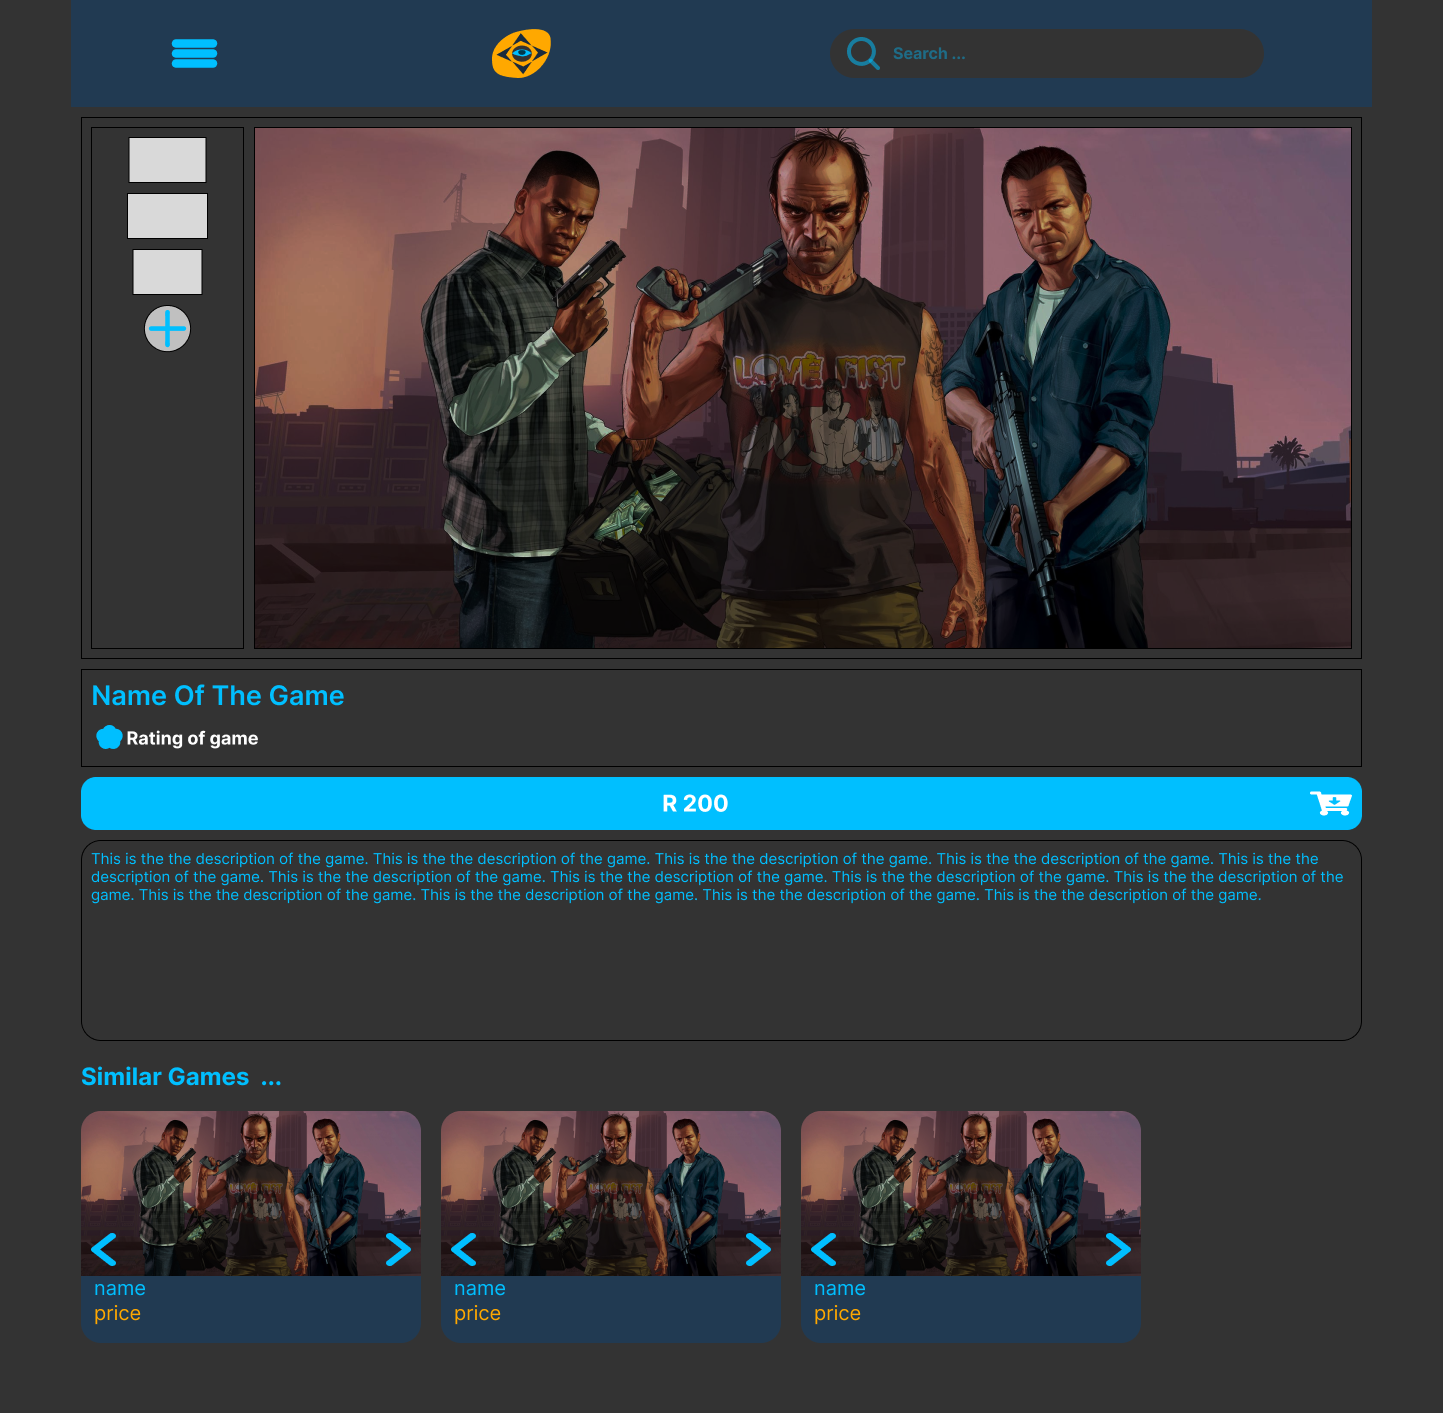 Search ...
LOVE FIST
Name Of The Game
Rating of game
R 200
This is the the description of the game. This is the the description of the game. This is the the description of the game. This is the the description of the game. This is the the
description of the game. This is the the description of the game. This is the the description of the game. This is the the description of the game. This is the the description of the
game. This is the the description of the game. This is the the description of the game. This is the the description of the game. This is the the description of the game.
Similar Games ...
name
price
name
price
name
price